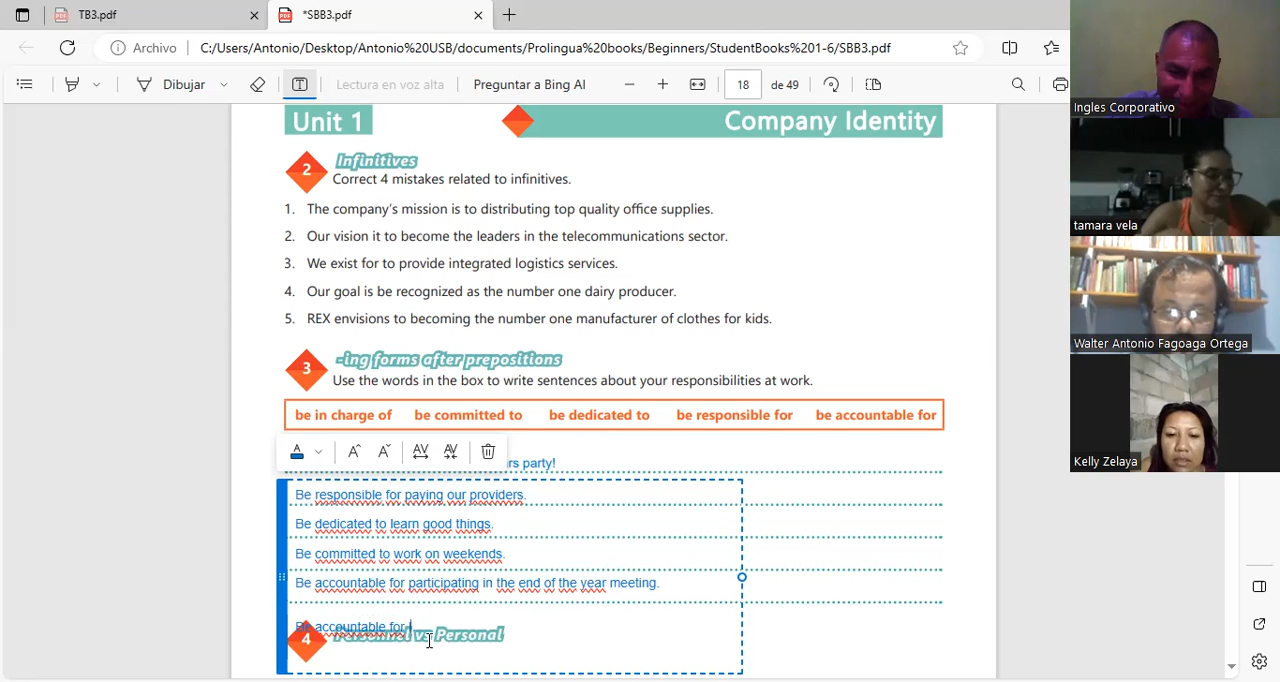 TB3.pdf
*SBB3.pdf
Archivo
C:/Users/Antonio/Desktop/Antonio%20USB/documents/Prolingua%20books/Beginners/StudentBooks%201-6/SBB3.pdf
Dibujar
Lectura en voz alta
Preguntar a Bing AI
18
de 49
Ingles Corporativo
tamara vela
Walter Antonio Fagoaga Ortega
Kelly Zelaya
Unit 1
Company Identity
2
Infinitives
Correct 4 mistakes related to infinitives.
1. The company's mission is to distributing top quality office supplies.
2. Our vision it to become the leaders in the telecommunications sector.
3. We exist for to provide integrated logistics services.
4. Our goal is be recognized as the number one dairy producer.
5. REX envisions to becoming the number one manufacturer of clothes for kids.
3
-ing forms after prepositions
Use the words in the box to write sentences about your responsibilities at work.
be in charge of be committed to be dedicated to be responsible for be accountable for
rs party!
Be responsible for paying our providers.
Be dedicated to learn good things.
Be committed to work on weekends.
Be accountable for participating in the end of the year meeting.
Be accountable for
4
Personnel vs Personal